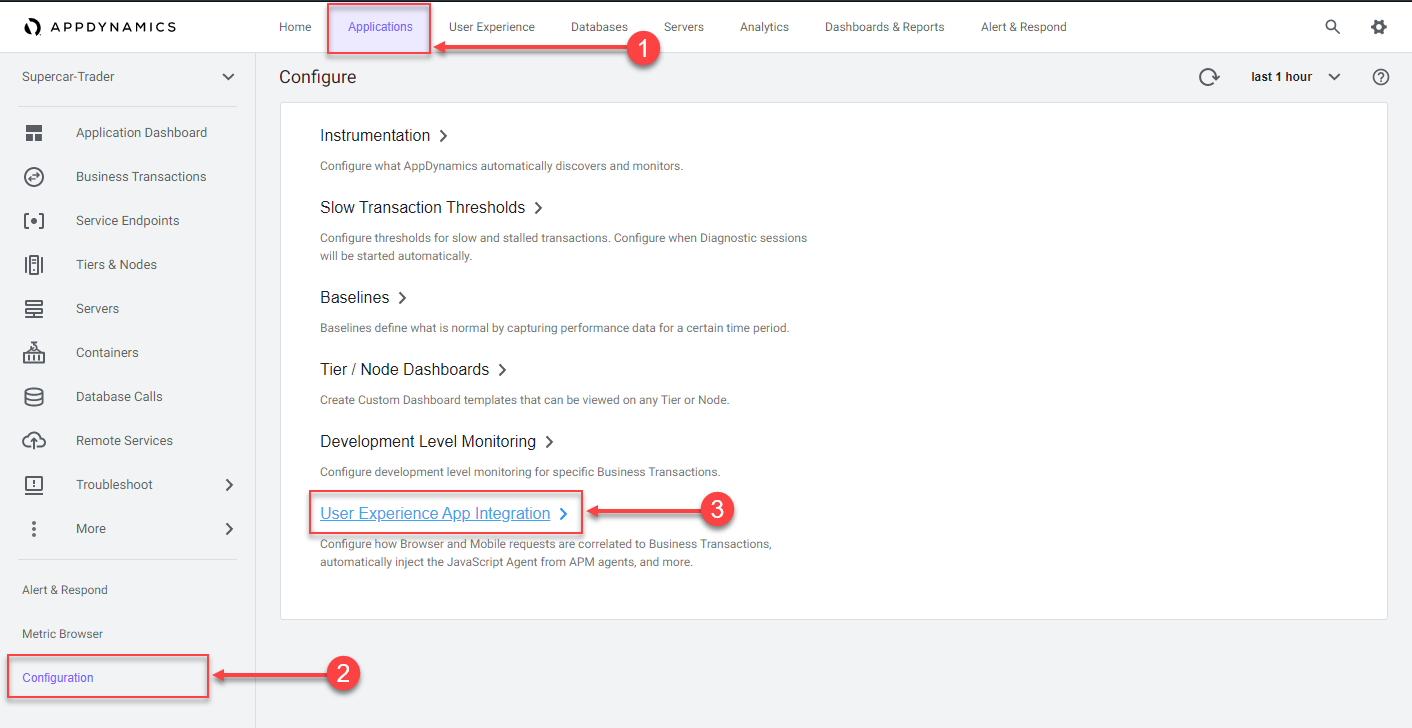 APPDYNAMICS
Home
Applications
User Experience
Databases
Servers
Analytics
Dashboards & Reports
Alert & Respond
1
Supercar-Trader
Configure
last 1 hour
?
Application Dashboard
Business Transactions
Service Endpoints
Tiers & Nodes
Servers
Containers
Database Calls
Remote Services
Troubleshoot
More
Alert & Respond
Metric Browser
Configuration
2
Instrumentation
Configure what AppDynamics automatically discovers and monitors.
Slow Transaction Thresholds
Configure thresholds for slow and stalled transactions. Configure when Diagnostic sessions
will be started automatically.
Baselines
Baselines define what is normal by capturing performance data for a certain time period.
Tier / Node Dashboards
Create Custom Dashboard templates that can be viewed on any Tier or Node.
Development Level Monitoring
Configure development level monitoring for specific Business Transactions.
User Experience App Integration
3
Configure how Browser and Mobile requests are correlated to Business Transactions,
automatically inject the JavaScript Agent from APM agents, and more.